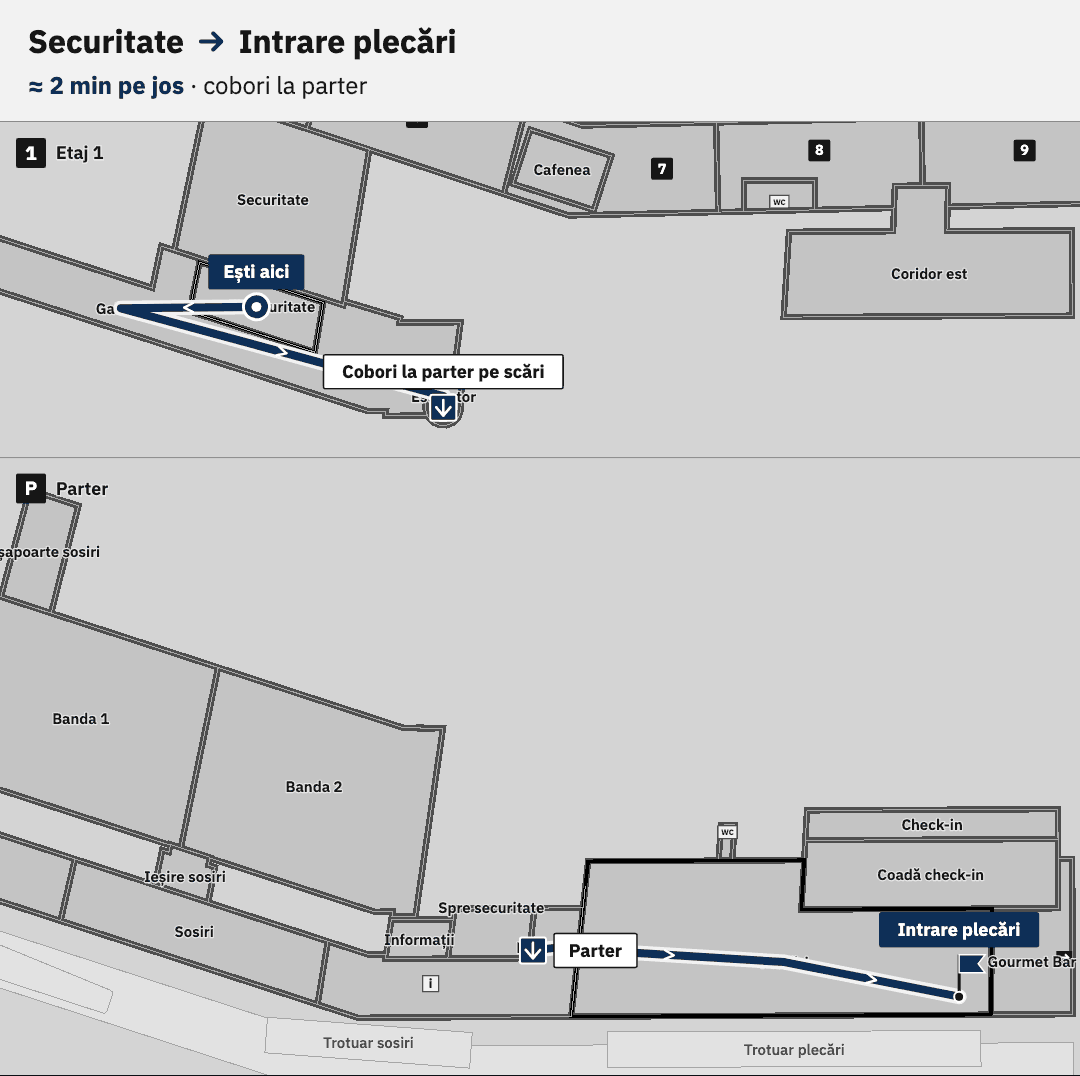 Securitate → Intrare plecări
≈ 2 min pe jos · cobori la parter
1 Etaj 1
Cafenea
7
8
9
wc
Securitate
Coridor est
Ești aici
Cobori la parter pe scări
P Parter
Banda 1
Banda 2
wc
Check-in
Coadă check-in
Ieșire sosiri
Spre securitate
Sosiri
Informații
Parter
Intrare plecări
Gourmet Bar
i
Trotuar sosiri
Trotuar plecări